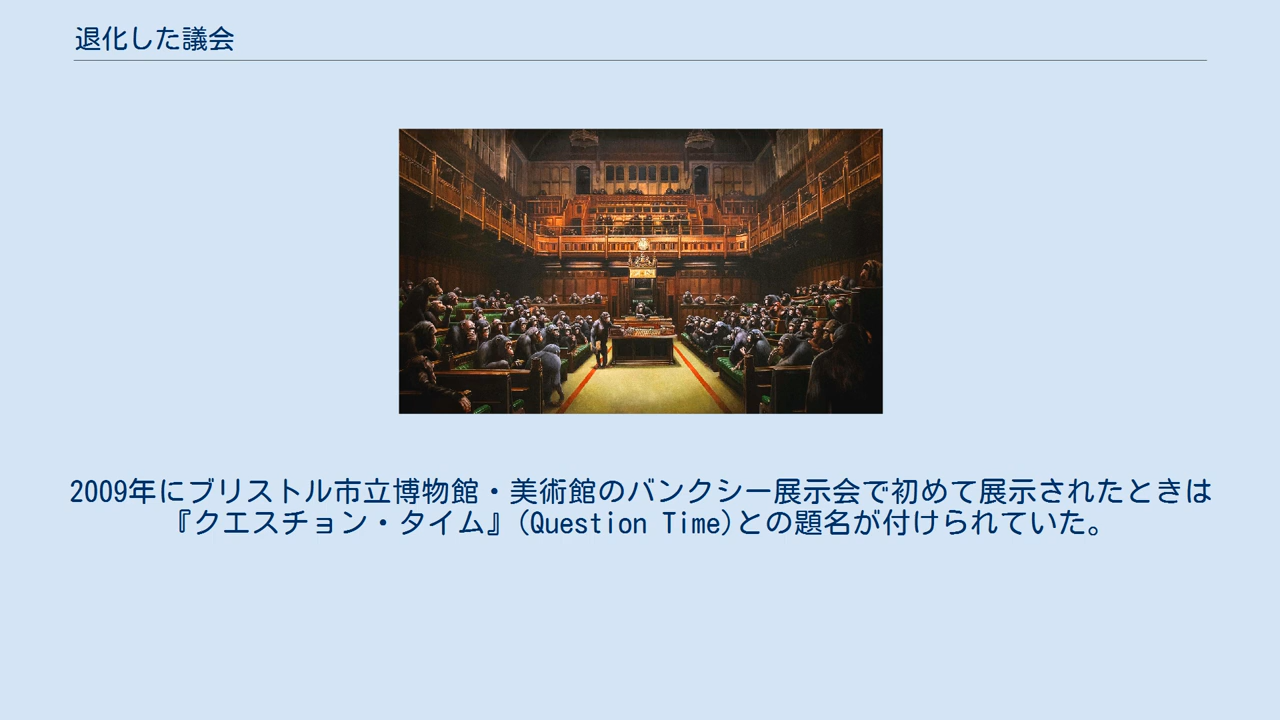 退化した議会
2009年にブリストル市立博物館・美術館のバンクシー展示会で初めて展示されたときは
『クエスチョン・タイム』(Question Time)との題名が付けられていた。